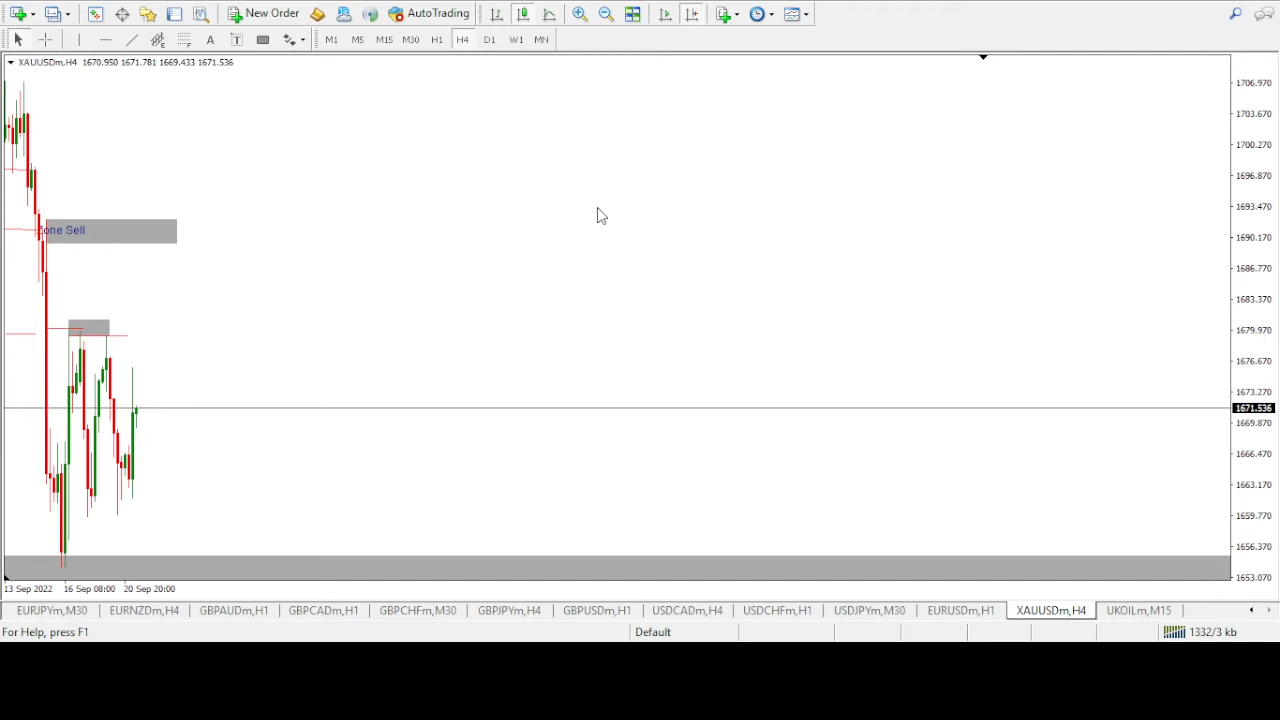 New Order
AutoTrading
A
T
M1 M5 M15 M30 H1 H4 D1 W1 MN
XAUUSDm,H4 1670.950 1671.781 1669.433 1671.536
1706.970
1703.670
1700.270
1696.870
1693.470
Zone Sell
1690.170
1686.770
1683.370
1679.970
1676.670
1673.270
1671.536
1669.870
1666.470
1663.170
1659.770
1656.370
1653.070
13 Sep 2022 16 Sep 08:00 20 Sep 20:00
EURJPYm,M30 EURNZDm,H4 GBPAUDm,H1 GBPCADm,H1 GBPCHFm,M30 GBPJPYm,H4 GBPUSDm,H1 USDCADm,H4 USDCHFm,H1 USDJPYm,M30 EURUSDm,H1 XAUUSDm,H4 UKOILm,M15
For Help, press F1 Default 1332/3 kb